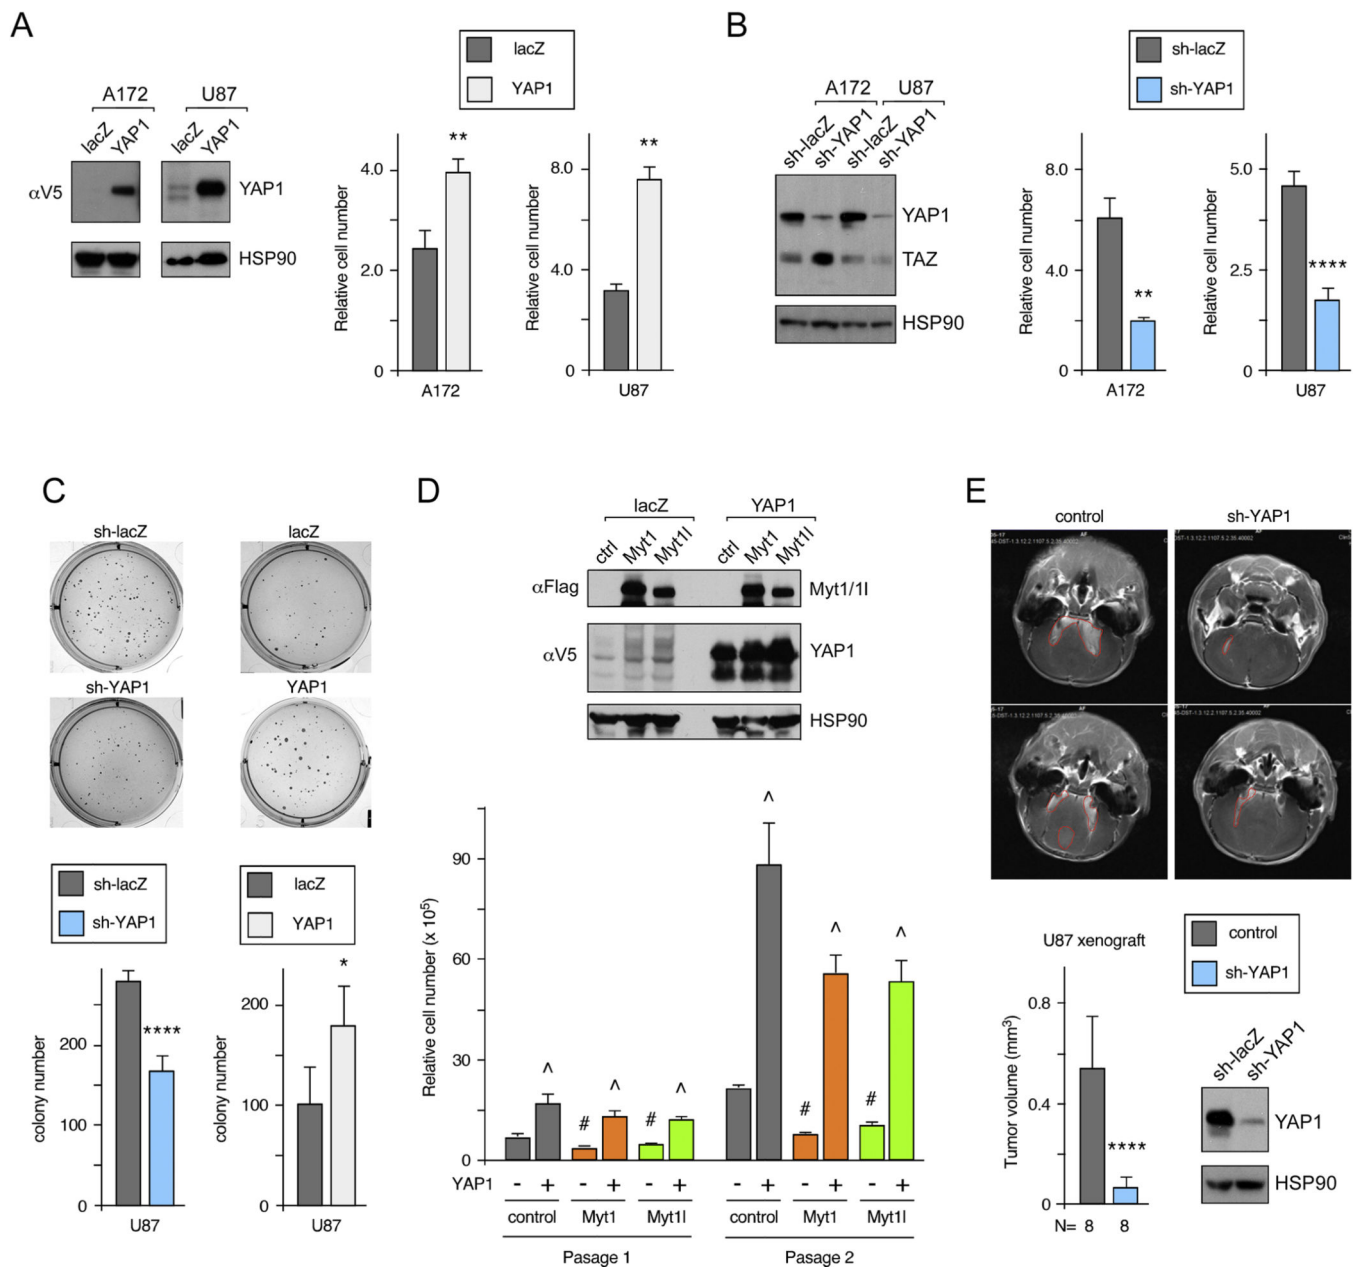 A
lacZ
YAP1
A172
U87
lacZ
YAP1
lacZ
YAP1
αV5
YAP1
HSP90
Relative cell number
4.0
2.0
0
**
A172
Relative cell number
8.0
4.0
0
**
U87
B
sh-lacZ
sh-YAP1
A172
U87
sh-lacZ
sh-YAP1
sh-lacZ
sh-YAP1
YAP1
TAZ
HSP90
Relative cell number
8.0
4.0
0
**
A172
Relative cell number
5.0
2.5
0
****
U87
C
sh-lacZ
lacZ
sh-YAP1
YAP1
sh-lacZ
sh-YAP1
lacZ
YAP1
colony number
200
100
0
****
U87
colony number
200
100
0
*
U87
D
lacZ
YAP1
ctrl
Myt1
Myt1l
ctrl
Myt1
Myt1l
αFlag
Myt1/1l
αV5
YAP1
HSP90
Relative cell number (x 10⁵)
90
60
30
0
^
#
^
#
^
^
#
^
#
^
YAP1
- + - + - + - + - + - +
control Myt1 Myt1l control Myt1 Myt1l
Pasage 1 Pasage 2
E
control
sh-YAP1
U87 xenograft
control
sh-YAP1
Tumor volume (mm³)
0.8
0.4
0
****
N= 8 8
sh-lacZ
sh-YAP1
YAP1
HSP90